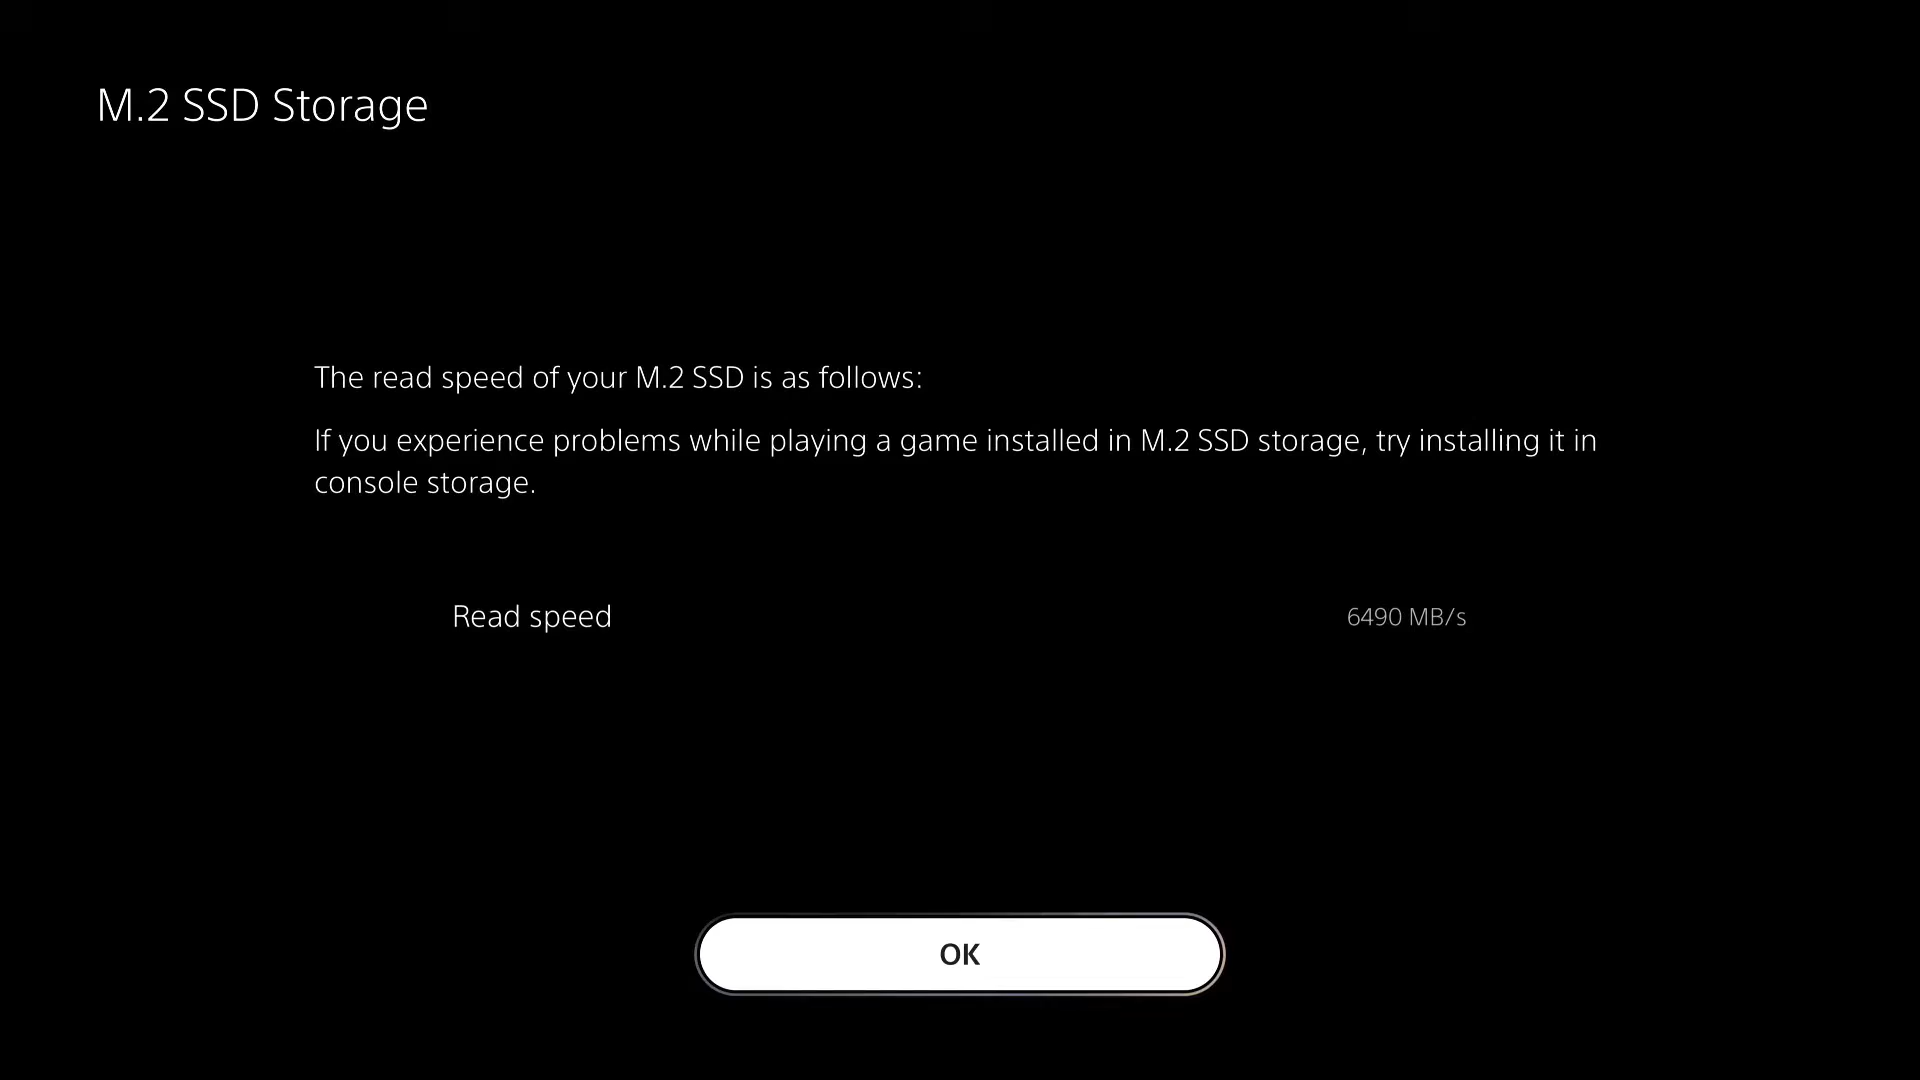 M.2 SSD Storage
The read speed of your M.2 SSD is as follows:
If you experience problems while playing a game installed in M.2 SSD storage, try installing it in
console storage.
Read speed 6490 MB/s
OK